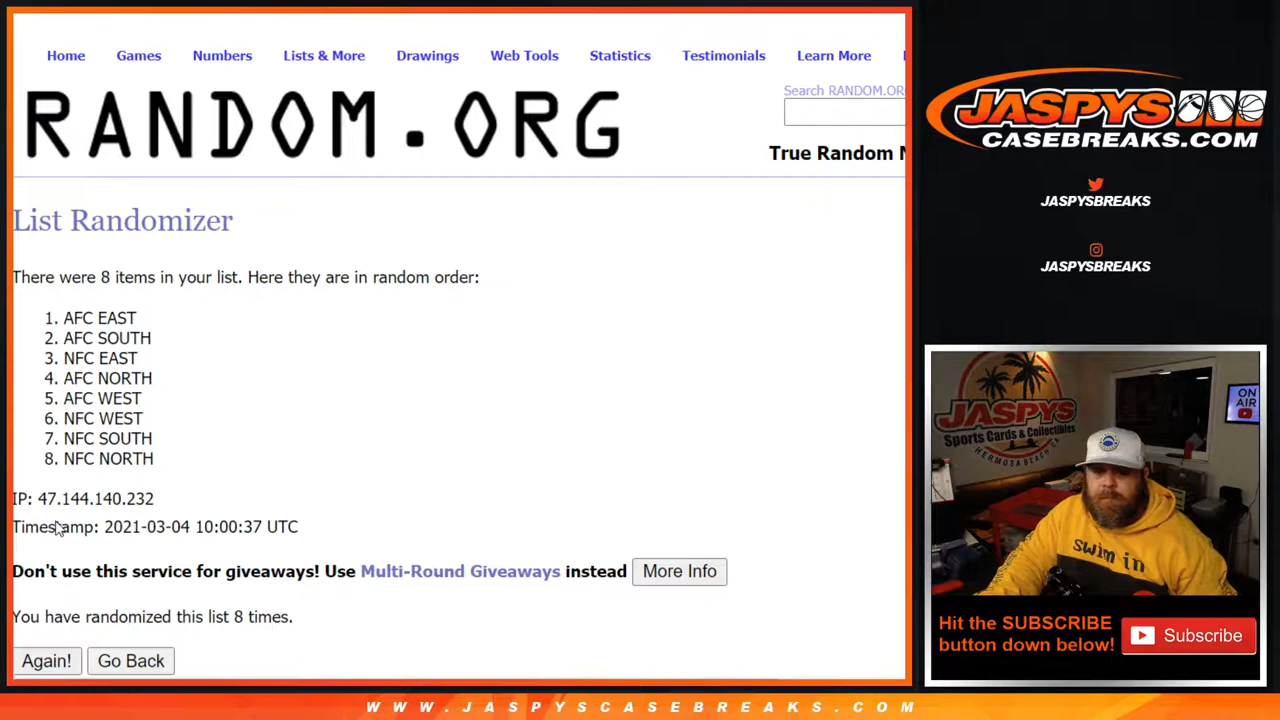 Home Games Numbers Lists & More Drawings Web Tools Statistics Testimonials Learn More
RANDOM.ORG
Search RANDOM.OR
True Random
List Randomizer
There were 8 items in your list. Here they are in random order:
1. AFC EAST
2. AFC SOUTH
3. NFC EAST
4. AFC NORTH
5. AFC WEST
6. NFC WEST
7. NFC SOUTH
8. NFC NORTH
IP: 47.144.140.232
Timestamp: 2021-03-04 10:00:37 UTC
Don't use this service for giveaways! Use Multi-Round Giveaways instead More Info
You have randomized this list 8 times.
Again! Go Back
JASPYS
CASEBREAKS.COM
JASPYSBREAKS
JASPYSBREAKS
JASPYS
Sports Cards & Collectibles
HERMOSA BEACH, CA
ON
AIR
swim in
Hit the SUBSCRIBE
button down below!
Subscribe
WWW.JASPYSCASEBREAKS.COM